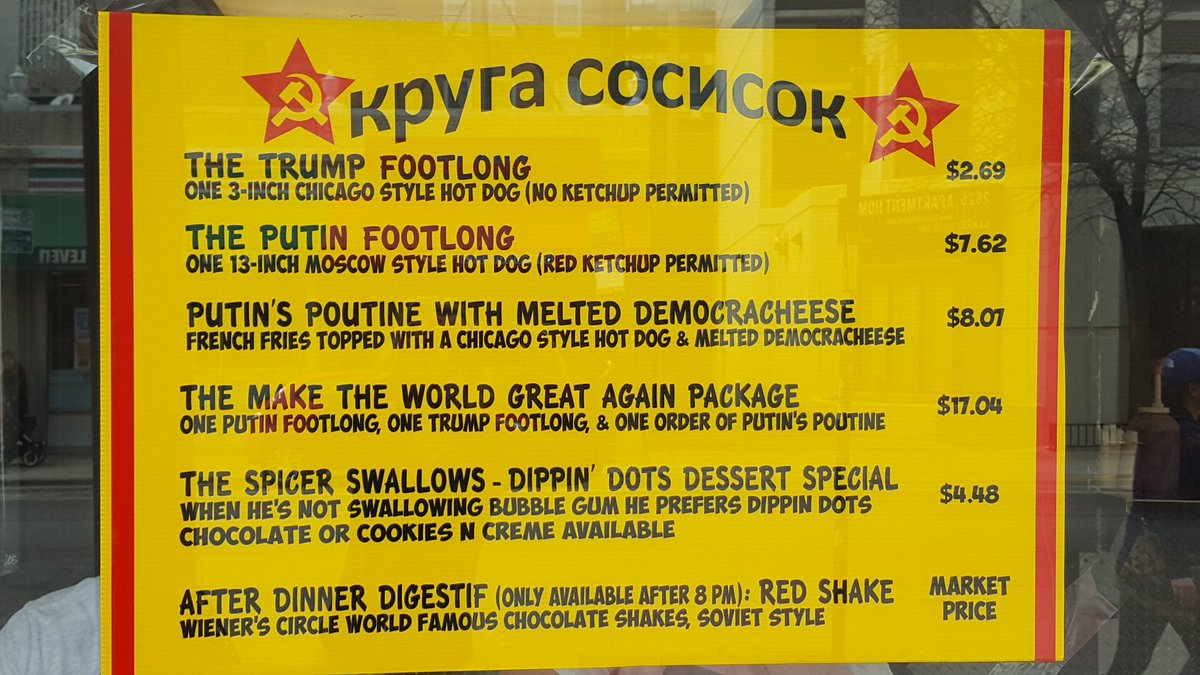 круга сосисок
THE TRUMP FOOTLONG
$2.69
ONE 3-INCH CHICAGO STYLE HOT DOG (NO KETCHUP PERMITTED)
THE PUTIN FOOTLONG
$7.62
ONE 13-INCH MOSCOW STYLE HOT DOG (RED KETCHUP PERMITTED)
PUTIN'S POUTINE WITH MELTED DEMOCRACHEESE
$8.07
FRENCH FRIES TOPPED WITH A CHICAGO STYLE HOT DOG & MELTED DEMOCRACHEESE
THE MAKE THE WORLD GREAT AGAIN PACKAGE
$17.04
ONE PUTIN FOOTLONG, ONE TRUMP FOOTLONG, & ONE ORDER OF PUTIN'S POUTINE
THE SPICER SWALLOWS - DIPPIN' DOTS DESSERT SPECIAL
$4.48
WHEN HE'S NOT SWALLOWING BUBBLE GUM HE PREFERS DIPPIN DOTS
CHOCOLATE OR COOKIES N CREME AVAILABLE
AFTER DINNER DIGESTIF (ONLY AVAILABLE AFTER 8 PM): RED SHAKE
MARKET
PRICE
WIENER'S CIRCLE WORLD FAMOUS CHOCOLATE SHAKES, SOVIET STYLE
LEVEN
2625 APARTMENT HOM